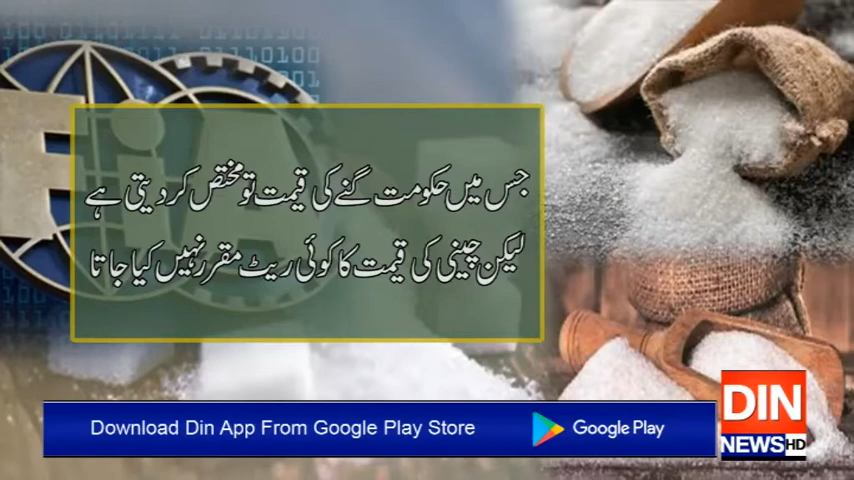 FiA
جس میں حکومت گنے کی قیمت تو مختص کر دیتی ہے
لیکن چینی کی قیمت کا کوئی ریٹ مقرر نہیں کیا جاتا
Download Din App From Google Play Store
Google Play
DIN
NEWS HD